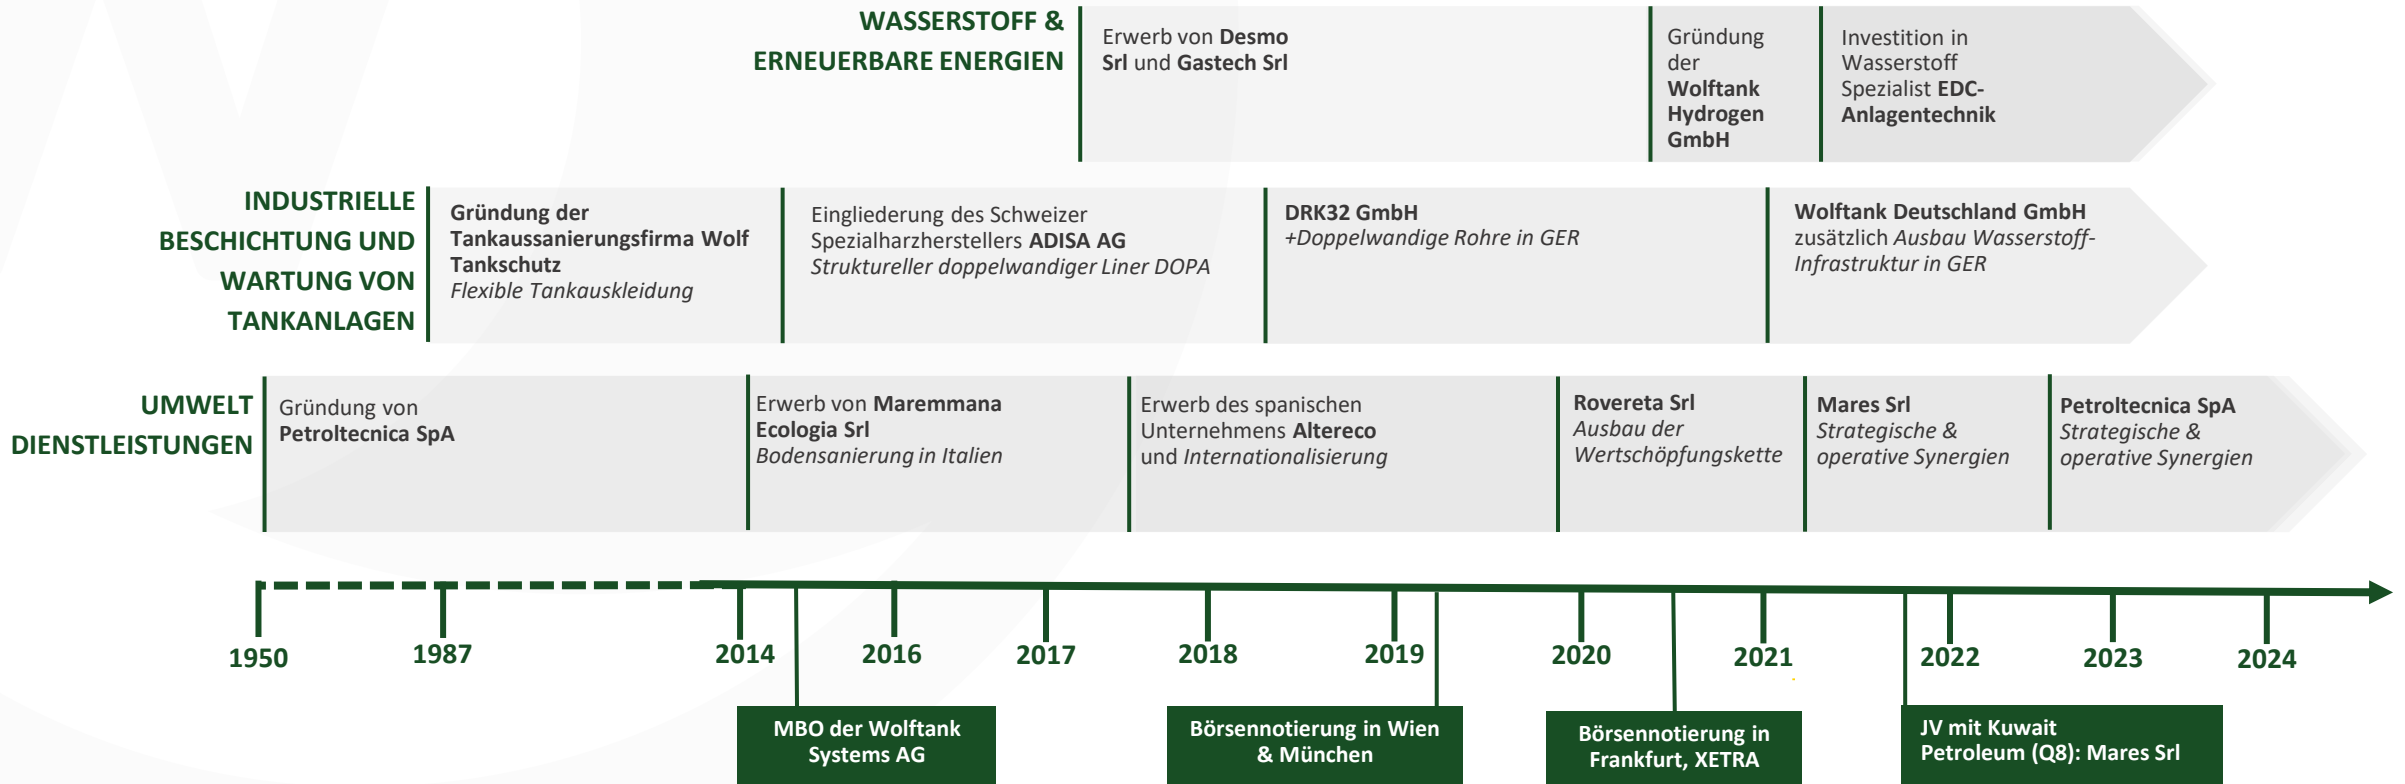 WASSERSTOFF &
ERNEUERBARE ENERGIEN
Erwerb von Desmo
Srl und Gastech Srl
Gründung
der
Wolftank
Hydrogen
GmbH
Investition in
Wasserstoff
Spezialist EDC-
Anlagentechnik
INDUSTRIELLE
BESCHICHTUNG UND
WARTUNG VON
TANKANLAGEN
Gründung der
Tankaussanierungsfirma Wolf
Tankschutz
Flexible Tankauskleidung
Eingliederung des Schweizer
Spezialharzherstellers ADISA AG
Struktureller doppelwandiger Liner DOPA
DRK32 GmbH
+Doppelwandige Rohre in GER
Wolftank Deutschland GmbH
zusätzlich Ausbau Wasserstoff-
Infrastruktur in GER
UMWELT
DIENSTLEISTUNGEN
Gründung von
Petroltecnica SpA
Erwerb von Maremmana
Ecologia Srl
Bodensanierung in Italien
Erwerb des spanischen
Unternehmens Altereco
und Internationalisierung
Rovereta Srl
Ausbau der
Wertschöpfungskette
Mares Srl
Strategische &
operative Synergien
Petroltecnica SpA
Strategische &
operative Synergien
1950
1987
2014
2016
2017
2018
2019
2020
2021
2022
2023
2024
MBO der Wolftank
Systems AG
Börsennotierung in Wien
& München
Börsennotierung in
Frankfurt, XETRA
JV mit Kuwait
Petroleum (Q8): Mares Srl